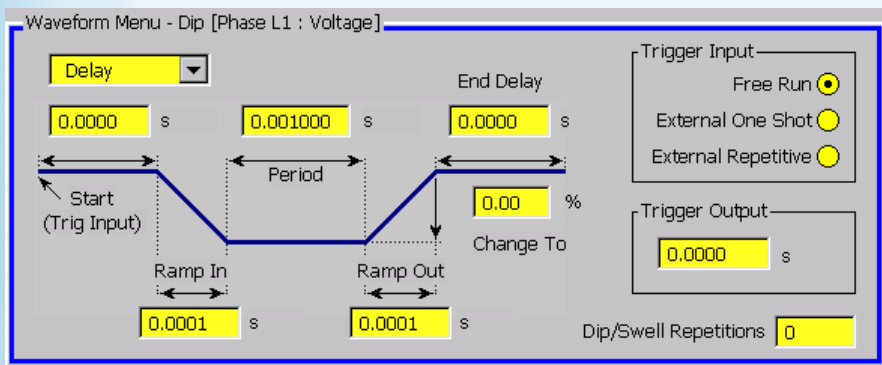 Waveform Menu - Dip [Phase L1 : Voltage]
Delay
End Delay
0.0000 s
0.001000 s
0.0000 s
Period
Start
(Trig Input)
0.00 %
Change To
Ramp In
Ramp Out
0.0001 s
0.0001 s
Trigger Input
Free Run
External One Shot
External Repetitive
Trigger Output
0.0000 s
Dip/Swell Repetitions 0